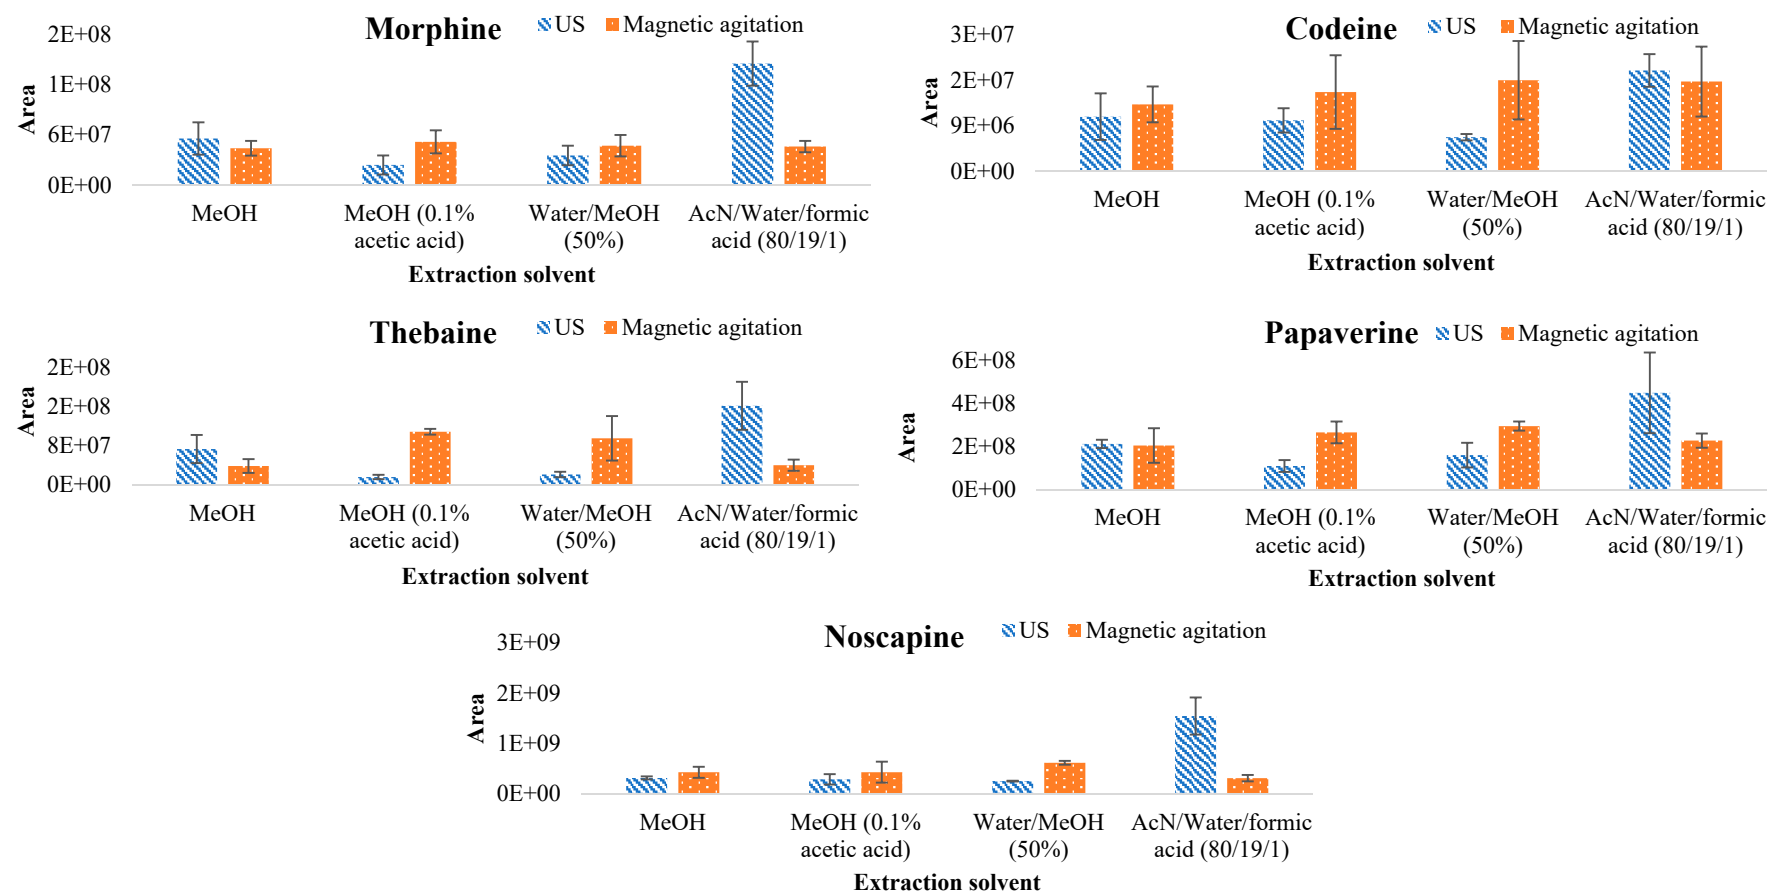 Morphine
US Magnetic agitation
2E+08
1E+08
6E+07
0E+00
Area
MeOH
MeOH (0.1%
acetic acid)
Water/MeOH
(50%)
AcN/Water/formic
acid (80/19/1)
Extraction solvent
Codeine
US Magnetic agitation
3E+07
2E+07
9E+06
0E+00
Area
MeOH
MeOH (0.1%
acetic acid)
Water/MeOH
(50%)
AcN/Water/formic
acid (80/19/1)
Extraction solvent
Thebaine
US Magnetic agitation
2E+08
2E+08
8E+07
0E+00
Area
MeOH
MeOH (0.1%
acetic acid)
Water/MeOH
(50%)
AcN/Water/formic
acid (80/19/1)
Extraction solvent
Papaverine
US Magnetic agitation
6E+08
4E+08
2E+08
0E+00
Area
MeOH
MeOH (0.1%
acetic acid)
Water/MeOH
(50%)
AcN/Water/formic
acid (80/19/1)
Extraction solvent
Noscapine
US Magnetic agitation
3E+09
2E+09
1E+09
0E+00
Area
MeOH
MeOH (0.1%
acetic acid)
Water/MeOH
(50%)
AcN/Water/formic
acid (80/19/1)
Extraction solvent